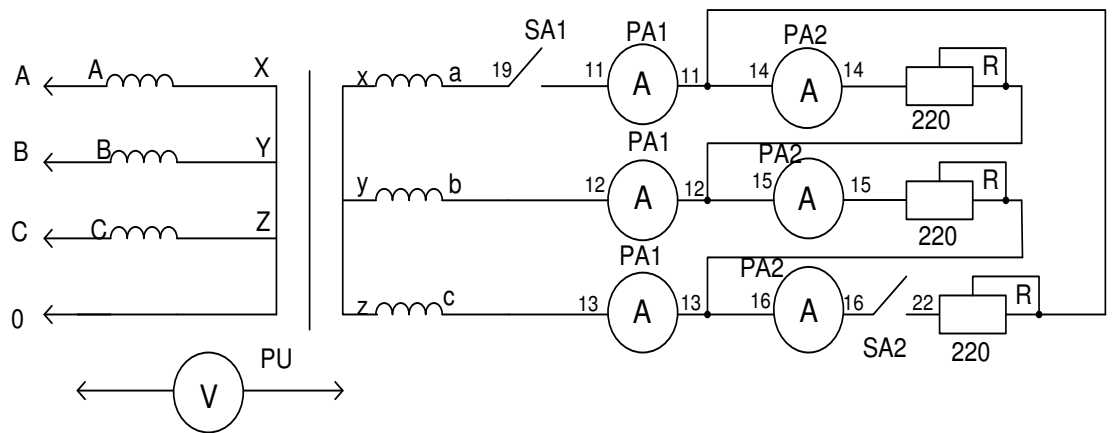 SA1
PA1
PA2
A A X x a 19 11 A 11 14 A 14 R
220
B B Y y b PA1 12 A 12 PA2 15 A 15 R
220
C C Z z c PA1 13 A 13 PA2 16 A 16 22 R
SA2 220
0
PU
V